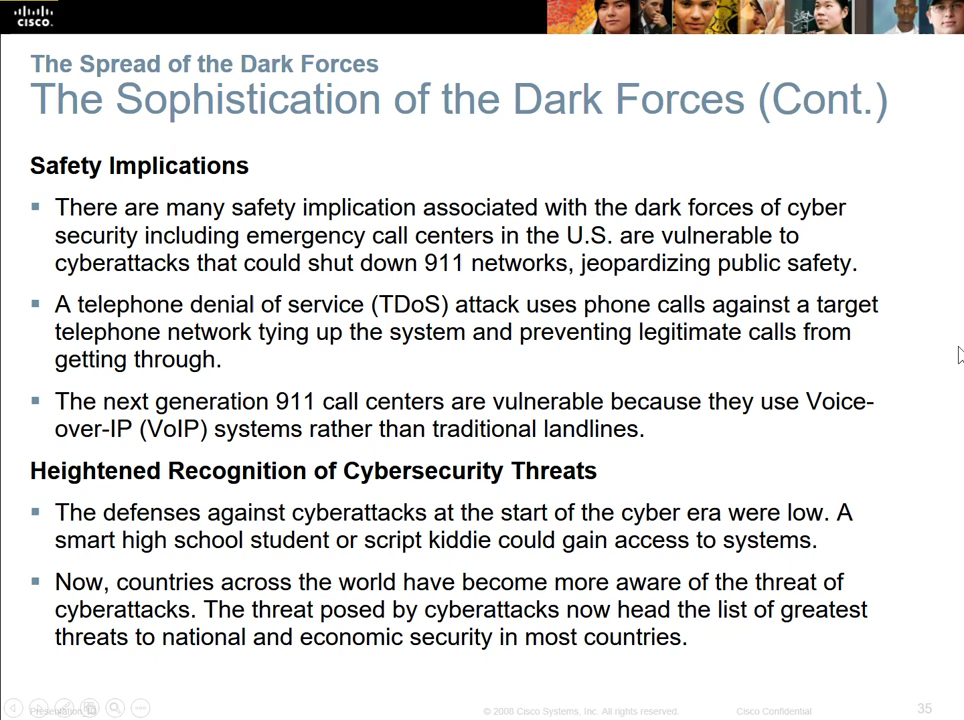 cisco.
The Spread of the Dark Forces
The Sophistication of the Dark Forces (Cont.)
Safety Implications
There are many safety implication associated with the dark forces of cyber
security including emergency call centers in the U.S. are vulnerable to
cyberattacks that could shut down 911 networks, jeopardizing public safety.
A telephone denial of service (TDoS) attack uses phone calls against a target
telephone network tying up the system and preventing legitimate calls from
getting through.
The next generation 911 call centers are vulnerable because they use Voice-
over-IP (VoIP) systems rather than traditional landlines.
Heightened Recognition of Cybersecurity Threats
The defenses against cyberattacks at the start of the cyber era were low. A
smart high school student or script kiddie could gain access to systems.
Now, countries across the world have become more aware of the threat of
cyberattacks. The threat posed by cyberattacks now head the list of greatest
threats to national and economic security in most countries.
© 2008 Cisco Systems, Inc. All rights reserved.
Cisco Confidential
35